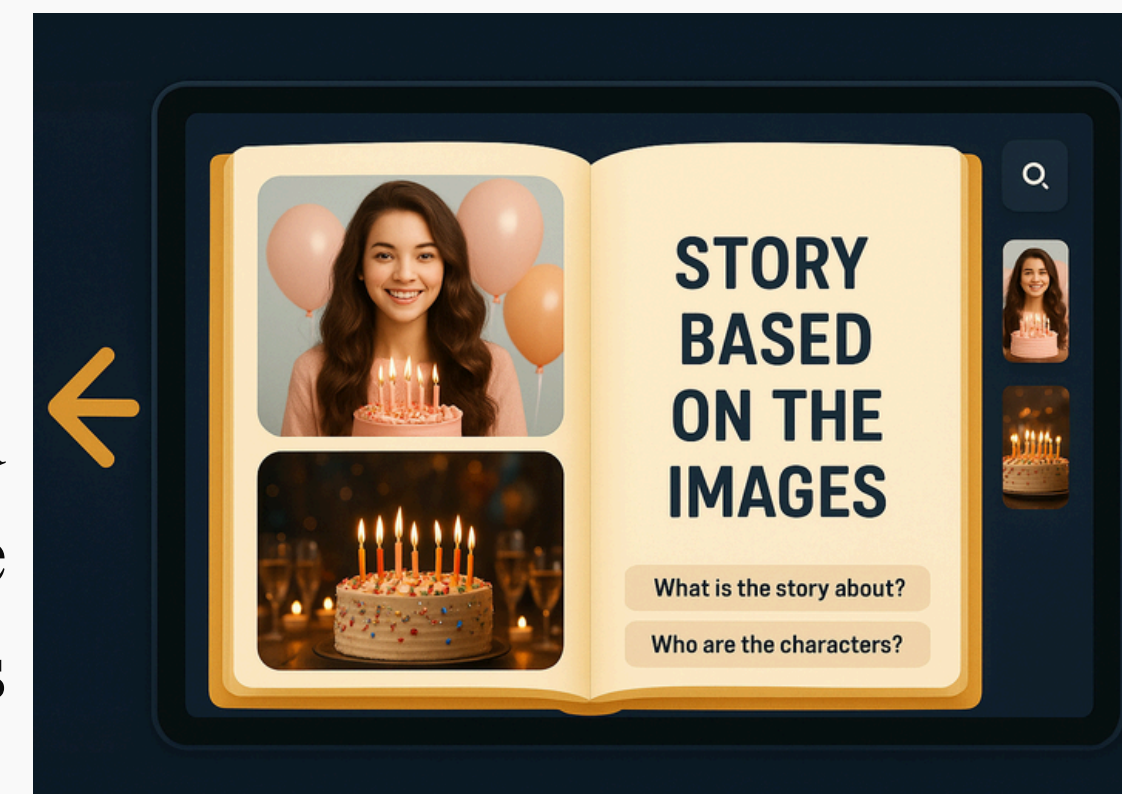 STORY
BASED
ON THE
IMAGES
What is the story about?
Who are the characters?